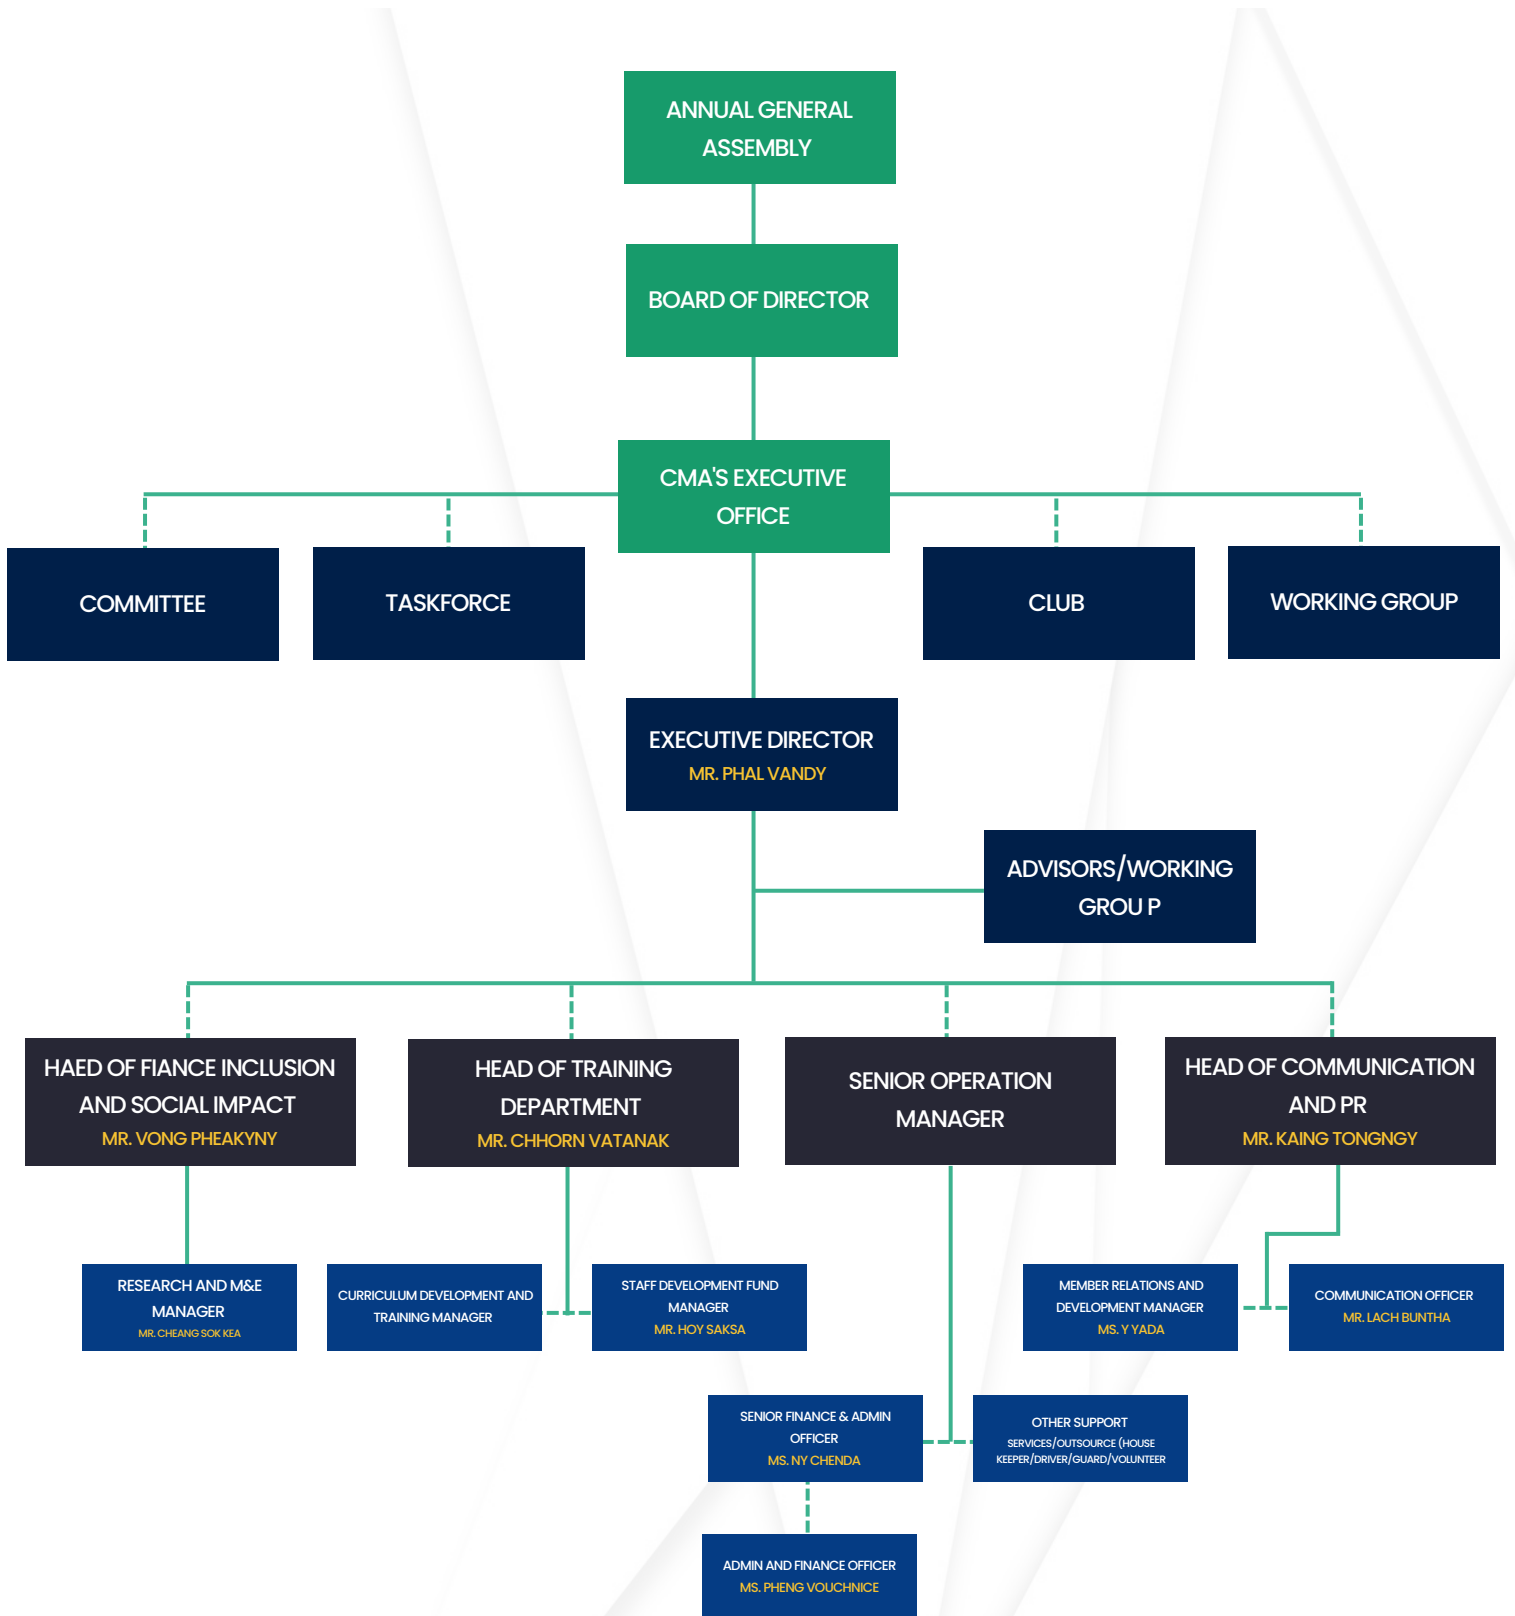 ANNUAL GENERAL
ASSEMBLY
BOARD OF DIRECTOR
CMA'S EXECUTIVE
OFFICE
COMMITTEE
TASKFORCE
CLUB
WORKING GROUP
EXECUTIVE DIRECTOR
MR. PHAL VANDY
ADVISORS/WORKING
GROU P
HAED OF FIANCE INCLUSION
AND SOCIAL IMPACT
MR. VONG PHEAKYNY
HEAD OF TRAINING
DEPARTMENT
MR. CHHORN VATANAK
SENIOR OPERATION
MANAGER
HEAD OF COMMUNICATION
AND PR
MR. KAING TONGNGY
RESEARCH AND M&E
MANAGER
MR. CHEANG SOK KEA
CURRICULUM DEVELOPMENT AND
TRAINING MANAGER
STAFF DEVELOPMENT FUND
MANAGER
MR. HOY SAKSA
MEMBER RELATIONS AND
DEVELOPMENT MANAGER
MS. Y YADA
COMMUNICATION OFFICER
MR. LACH BUNTHA
SENIOR FINANCE & ADMIN
OFFICER
MS. NY CHENDA
OTHER SUPPORT
SERVICES/OUTSOURCE (HOUSE
KEEPER/DRIVER/GUARD/VOLUNTEER
ADMIN AND FINANCE OFFICER
MS. PHENG VOUCHNICE